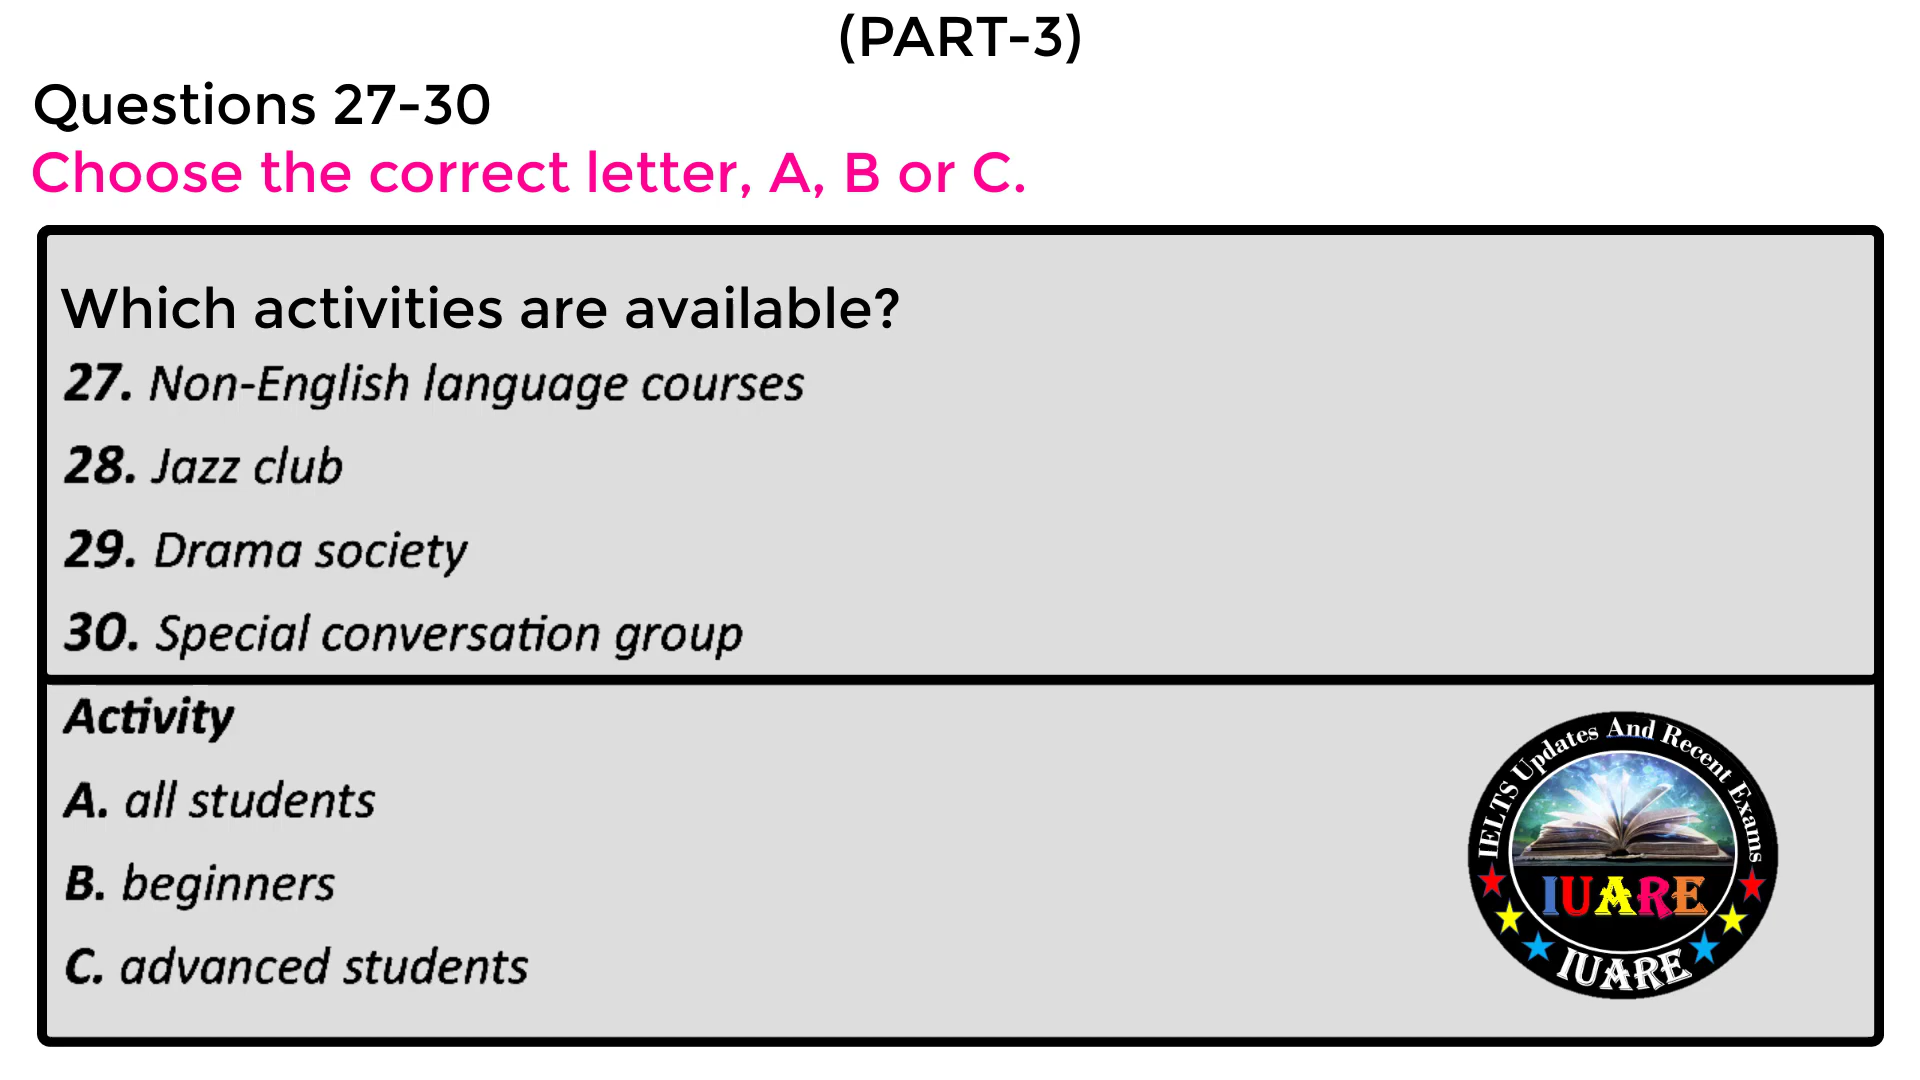 (PART-3)
Questions 27-30
Choose the correct letter, A, B or C.
Which activities are available?
27. Non-English language courses
28. Jazz club
29. Drama society
30. Special conversation group
Activity
A. all students
B. beginners
C. advanced students
IELTS Updates And Recent Exams
IUARE
IUARE